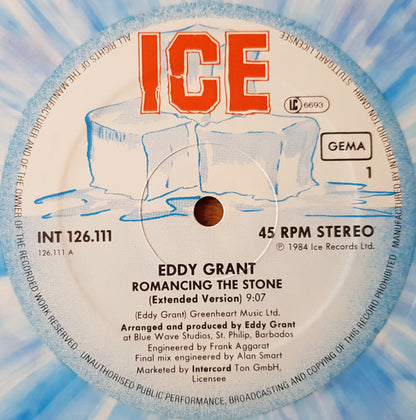 ICE
LC 6693
GEMA
1
INT 126.111
126.111 A
45 RPM STEREO
℗ 1984 Ice Records Ltd.
EDDY GRANT
ROMANCING THE STONE
(Extended Version) 9:07
(Eddy Grant) Greenheart Music Ltd.
Arranged and produced by Eddy Grant
at Blue Wave Studios, St. Philip, Barbados
Engineered by Frank Aggarat
Final mix engineered by Alan Smart
Marketed by Intercord Ton GmbH,
Licensee
ALL RIGHTS OF THE MANUFACTURER AND OF THE OWNER OF THE RECORDED WORK RESERVED. UNAUTHORISED PUBLIC PERFORMANCE, BROADCASTING AND COPYING OF THIS RECORD PROHIBITED. MANUFACTURED BY INTERCORD TON GMBH, STUTTGART LICENSEE